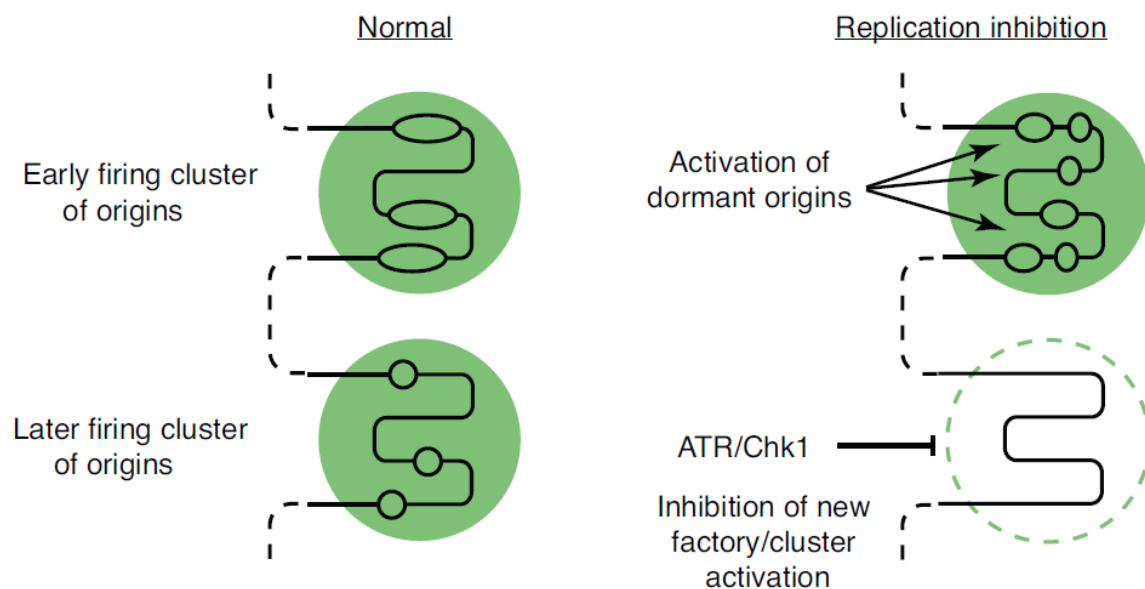 Normal
Replication inhibition
Early firing cluster
of origins
Activation of
dormant origins
Later firing cluster
of origins
ATR/Chk1
Inhibition of new
factory/cluster
activation